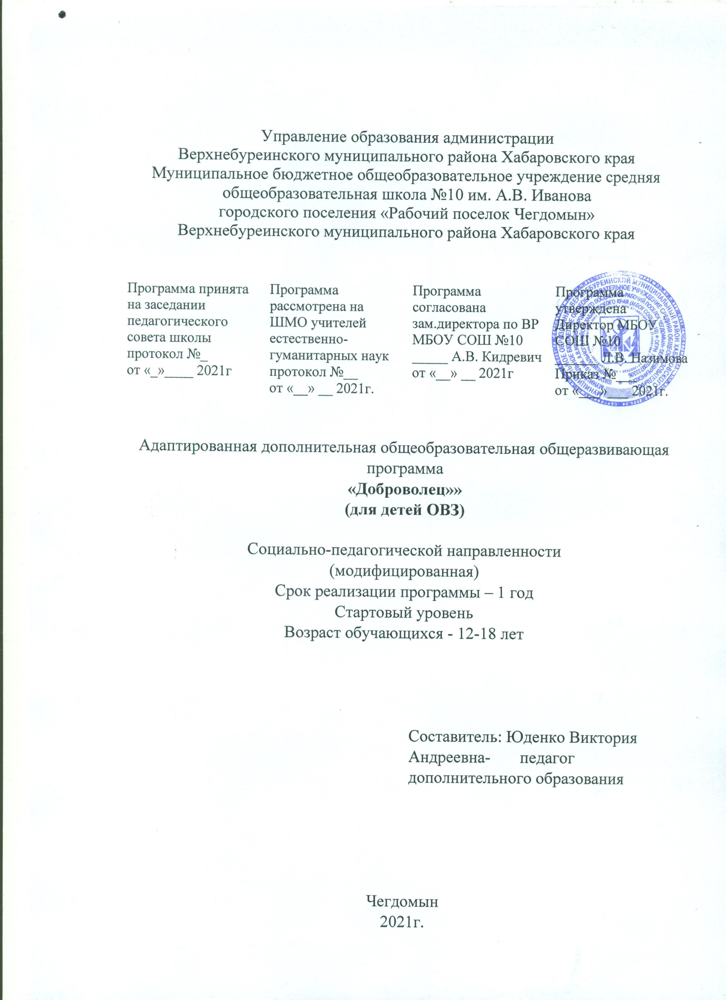 Управление образования администрации
Верхнебуреинского муниципального района Хабаровского края
Муниципальное бюджетное общеобразовательное учреждение средняя
общеобразовательная школа №10 им. А.В. Иванова
городского поселения «Рабочий поселок Чегдомын»
Верхнебуреинского муниципального района Хабаровского края
Программа принята
на заседании
педагогического
совета школы
протокол №_
от «_»____ 2021г
Программа
рассмотрена на
ШМО учителей
естественно-
гуманитарных наук
протокол №__
от «__» __ 2021г.
Программа
согласована
зам.директора по ВР
МБОУ СОШ №10
_____ А.В. Кидревич
от «__» __ 2021г
Программа
утверждена
Директор МБОУ
СОШ №10
______ Л.В. Назимова
Приказ №___
от «___» ___ 2021г.
Адаптированная дополнительная общеобразовательная общеразвивающая
программа
«Доброволец»»
(для детей ОВЗ)
Социально-педагогической направленности
(модифицированная)
Срок реализации программы – 1 год
Стартовый уровень
Возраст обучающихся - 12-18 лет
Составитель: Юденко Виктория
Андреевна- педагог
дополнительного образования
Чегдомын
2021г.